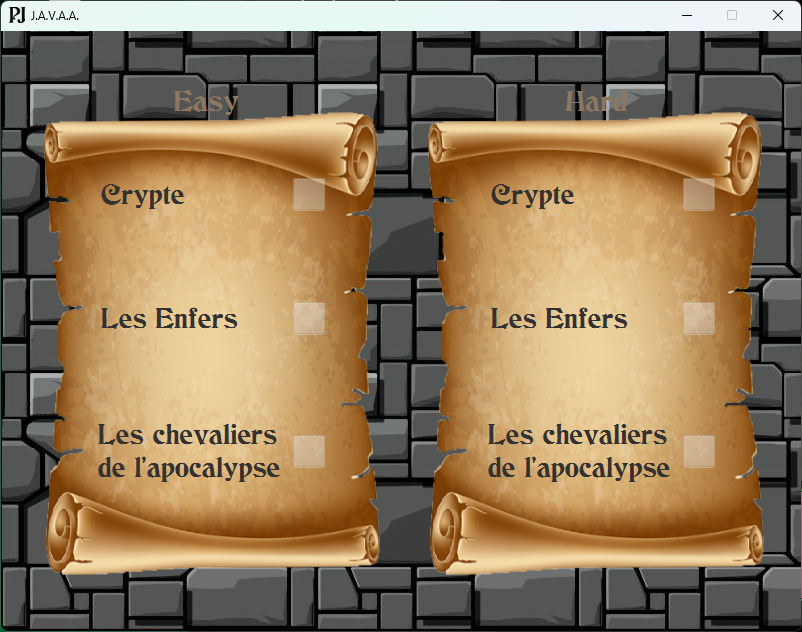 J.A.V.A.A.
Easy
Crypte
Les Enfers
Les chevaliers
de l'apocalypse
Hard
Crypte
Les Enfers
Les chevaliers
de l'apocalypse